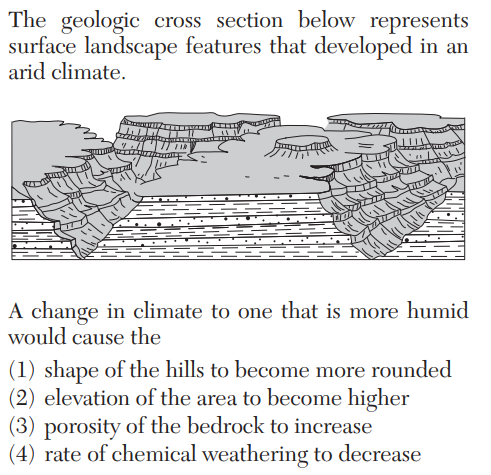 The geologic cross section below represents
surface landscape features that developed in an
arid climate.
A change in climate to one that is more humid
would cause the
(1) shape of the hills to become more rounded
(2) elevation of the area to become higher
(3) porosity of the bedrock to increase
(4) rate of chemical weathering to decrease